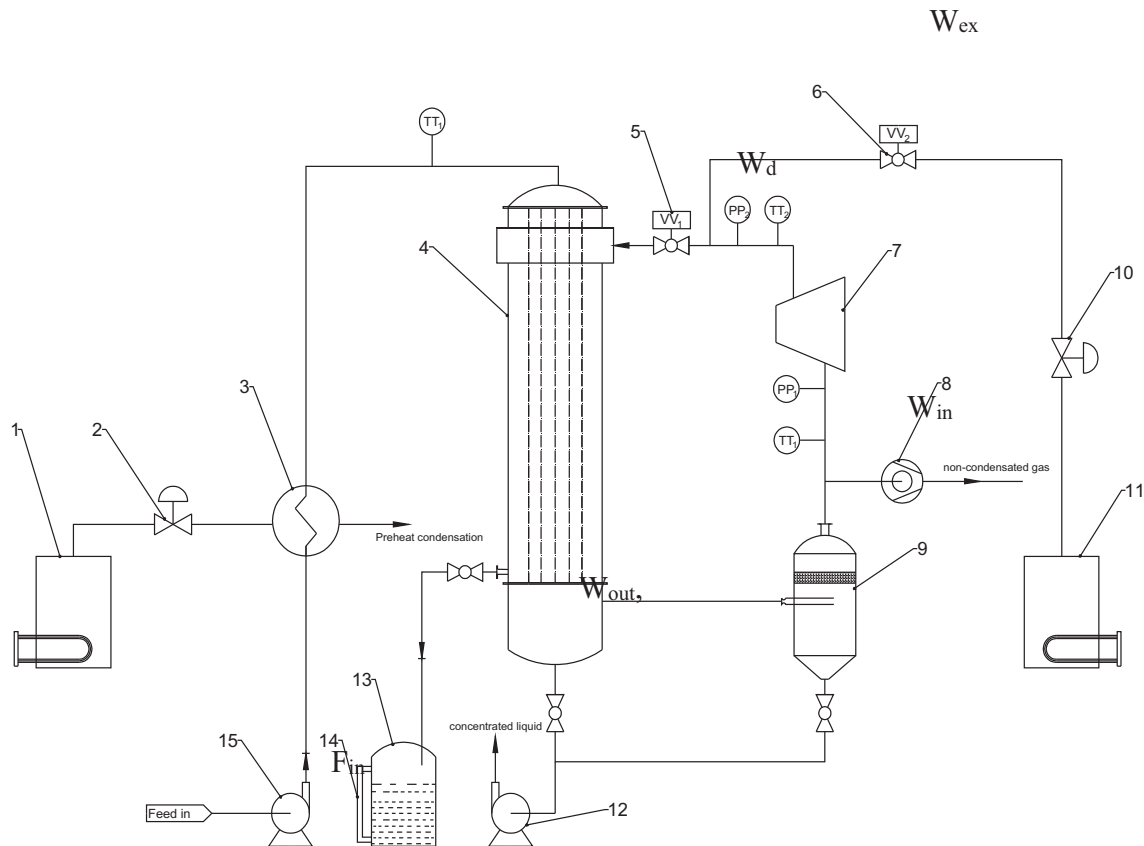 Wex
6
VV2
TT1
5
Wd
VV1
PP2
TT2
4
7
10
PP1
3
8
Win
1
2
TT1
non-condensated gas
11
Preheat condensation
9
Wout,
13
concentrated liquid
15
14
Fin
Feed in
12